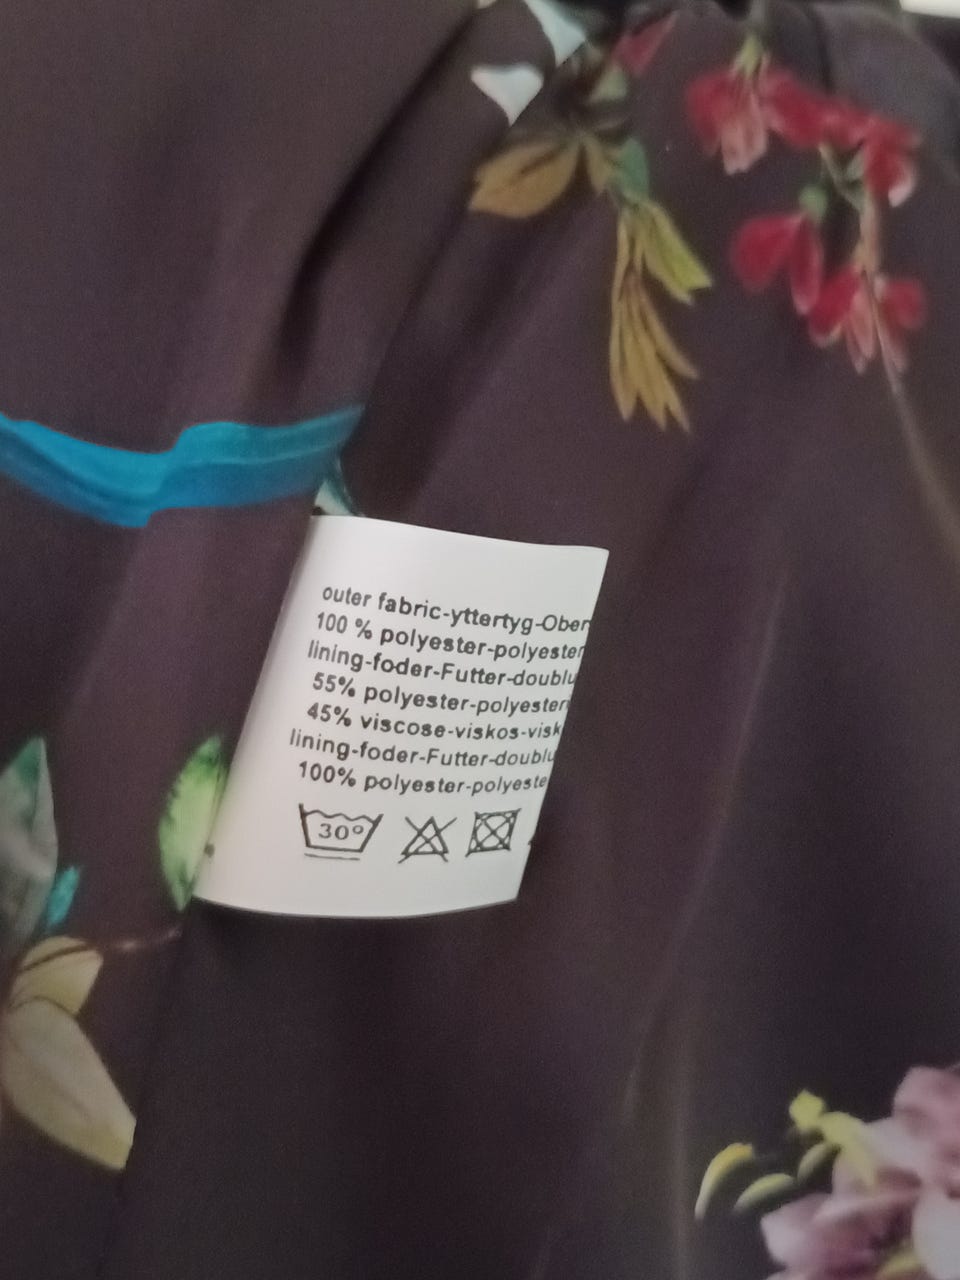 outer fabric-yttertyg-Ober
100 % polyester-polyester
lining-foder-Futter-doublu
55% polyester-polyester
45% viscose-viskos-visk
lining-foder-Futter-doublu
100% polyester-polyeste
30°